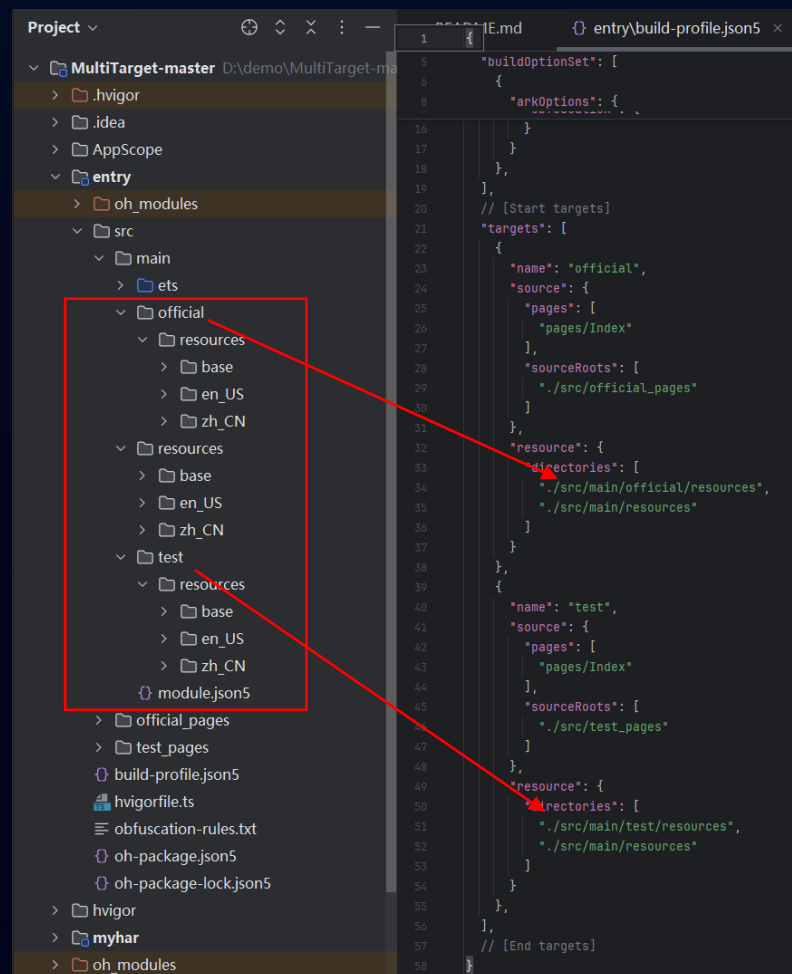 Project
MultiTarget-master D:\demo\MultiTarget-ma
.hvigor
.idea
AppScope
entry
oh_modules
src
main
ets
official
resources
base
en_US
zh_CN
resources
base
en_US
zh_CN
test
resources
base
en_US
zh_CN
{} module.json5
official_pages
test_pages
{} build-profile.json5
TS hvigorfile.ts
obfuscation-rules.txt
{} oh-package.json5
{} oh-package-lock.json5
hvigor
myhar
oh_modules
README.md {} entry\build-profile.json5
1 {
5 "buildOptionSet": [
6 {
8 "arkOptions": {
16 }
17 }
18 },
19 ],
20 // [Start targets]
21 "targets": [
22 {
23 "name": "official",
24 "source": {
25 "pages": [
26 "pages/Index"
27 ],
28 "sourceRoots": [
29 "./src/official_pages"
30 ]
31 },
32 "resource": {
33 "directories": [
34 "./src/main/official/resources",
35 "./src/main/resources"
36 ]
37 }
38 },
39 {
40 "name": "test",
41 "source": {
42 "pages": [
43 "pages/Index"
44 ],
45 "sourceRoots": [
46 "./src/test_pages"
47 ]
48 },
49 "resource": {
50 "directories": [
51 "./src/main/test/resources",
52 "./src/main/resources"
53 ]
54 }
55 },
56 ],
57 // [End targets]
58 }